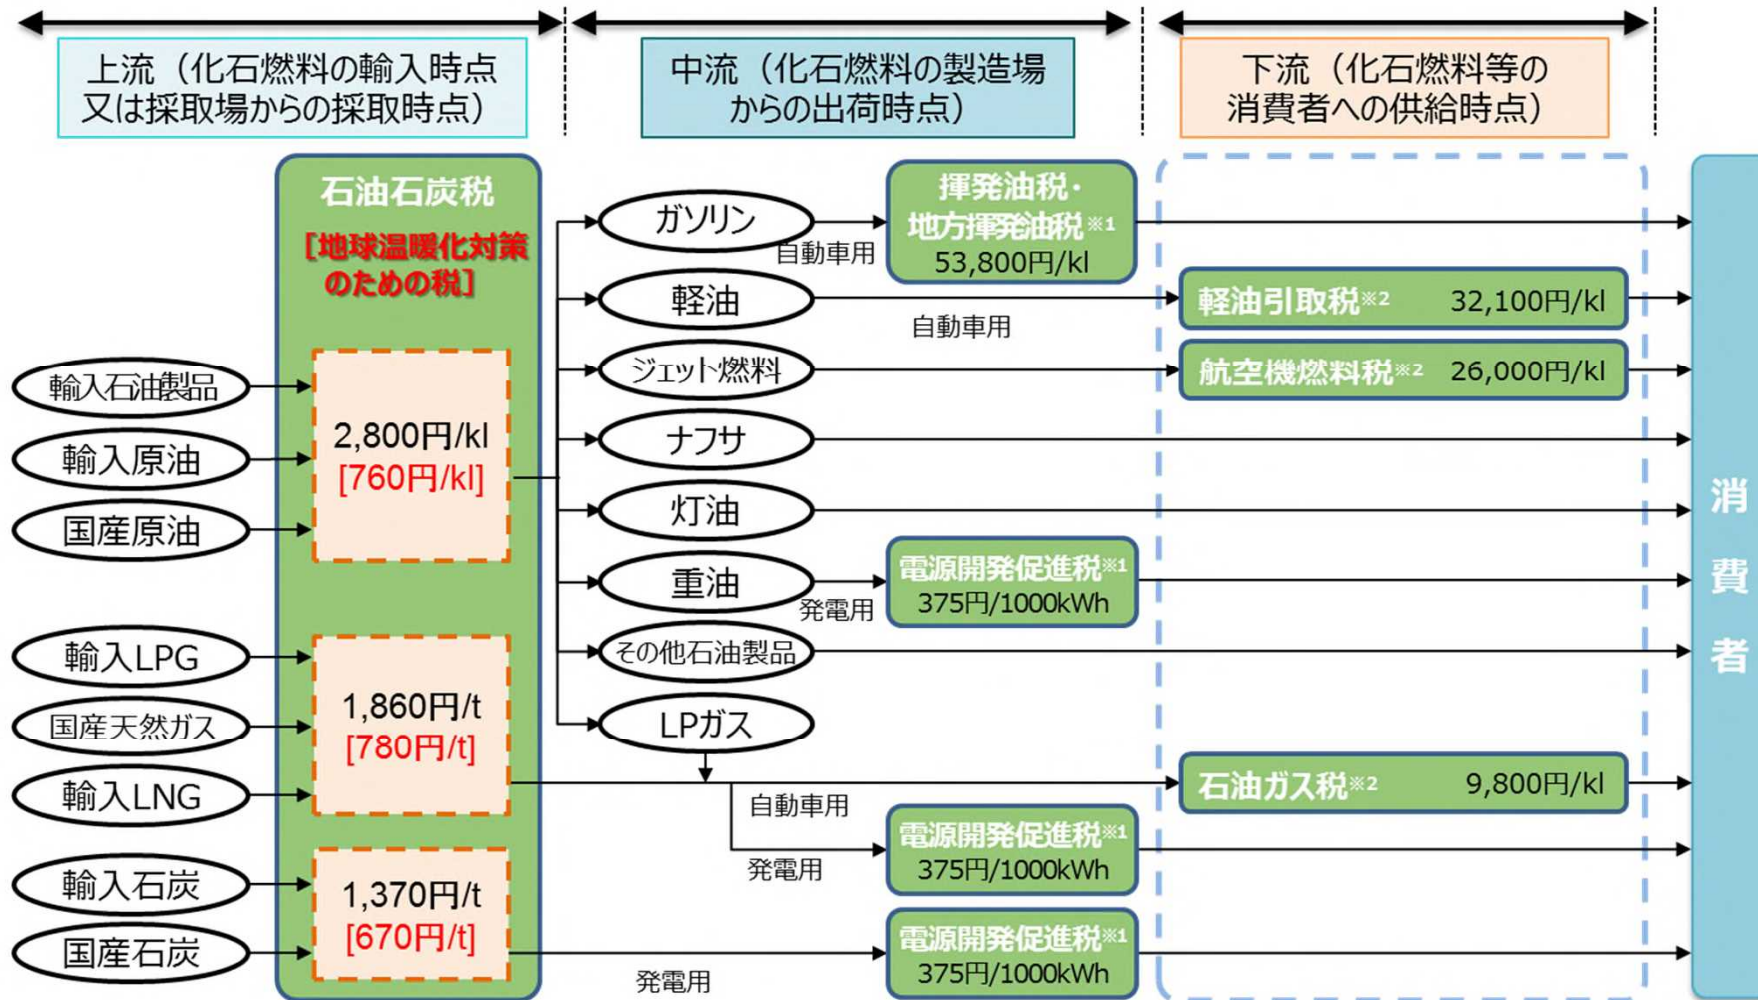 上流（化石燃料の輸入時点
又は採取場からの採取時点）
中流（化石燃料の製造場
からの出荷時点）
下流（化石燃料等の
消費者への供給時点）
石油石炭税
［地球温暖化対策
のための税］
輸入石油製品
輸入原油
国産原油
2,800円/kl
[760円/kl]
輸入LPG
国産天然ガス
輸入LNG
1,860円/t
[780円/t]
輸入石炭
国産石炭
1,370円/t
[670円/t]
ガソリン
自動車用
揮発油税・
地方揮発油税※1
53,800円/kl
軽油
自動車用
軽油引取税※2 32,100円/kl
ジェット燃料
航空機燃料税※2 26,000円/kl
ナフサ
灯油
重油
発電用
電源開発促進税※1
375円/1000kWh
その他石油製品
LPガス
自動車用
石油ガス税※2 9,800円/kl
発電用
電源開発促進税※1
375円/1000kWh
発電用
電源開発促進税※1
375円/1000kWh
消費者